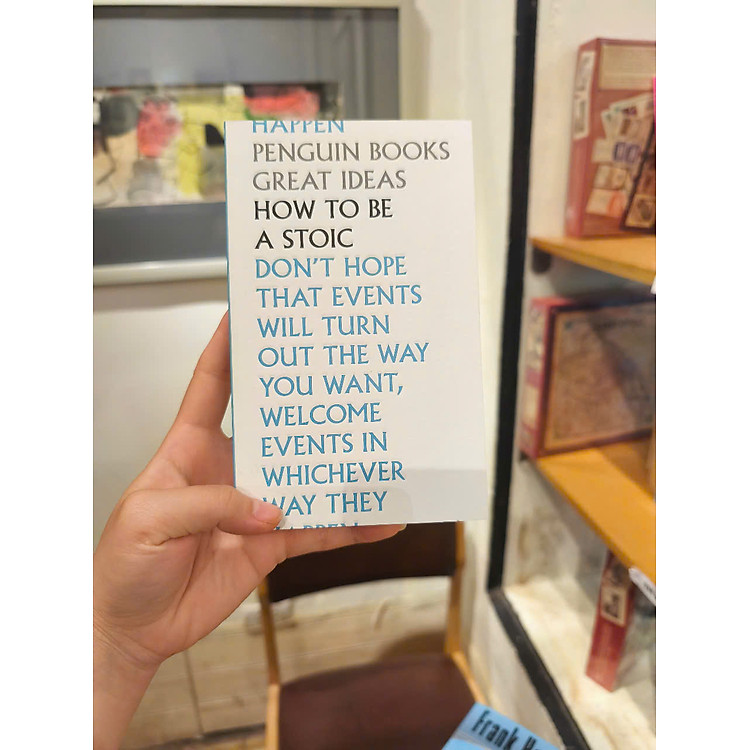 HAPPEN
PENGUIN BOOKS
GREAT IDEAS
HOW TO BE
A STOIC
DON'T HOPE
THAT EVENTS
WILL TURN
OUT THE WAY
YOU WANT,
WELCOME
EVENTS IN
WHICHEVER
WAY THEY
HAPPEN
Frank H